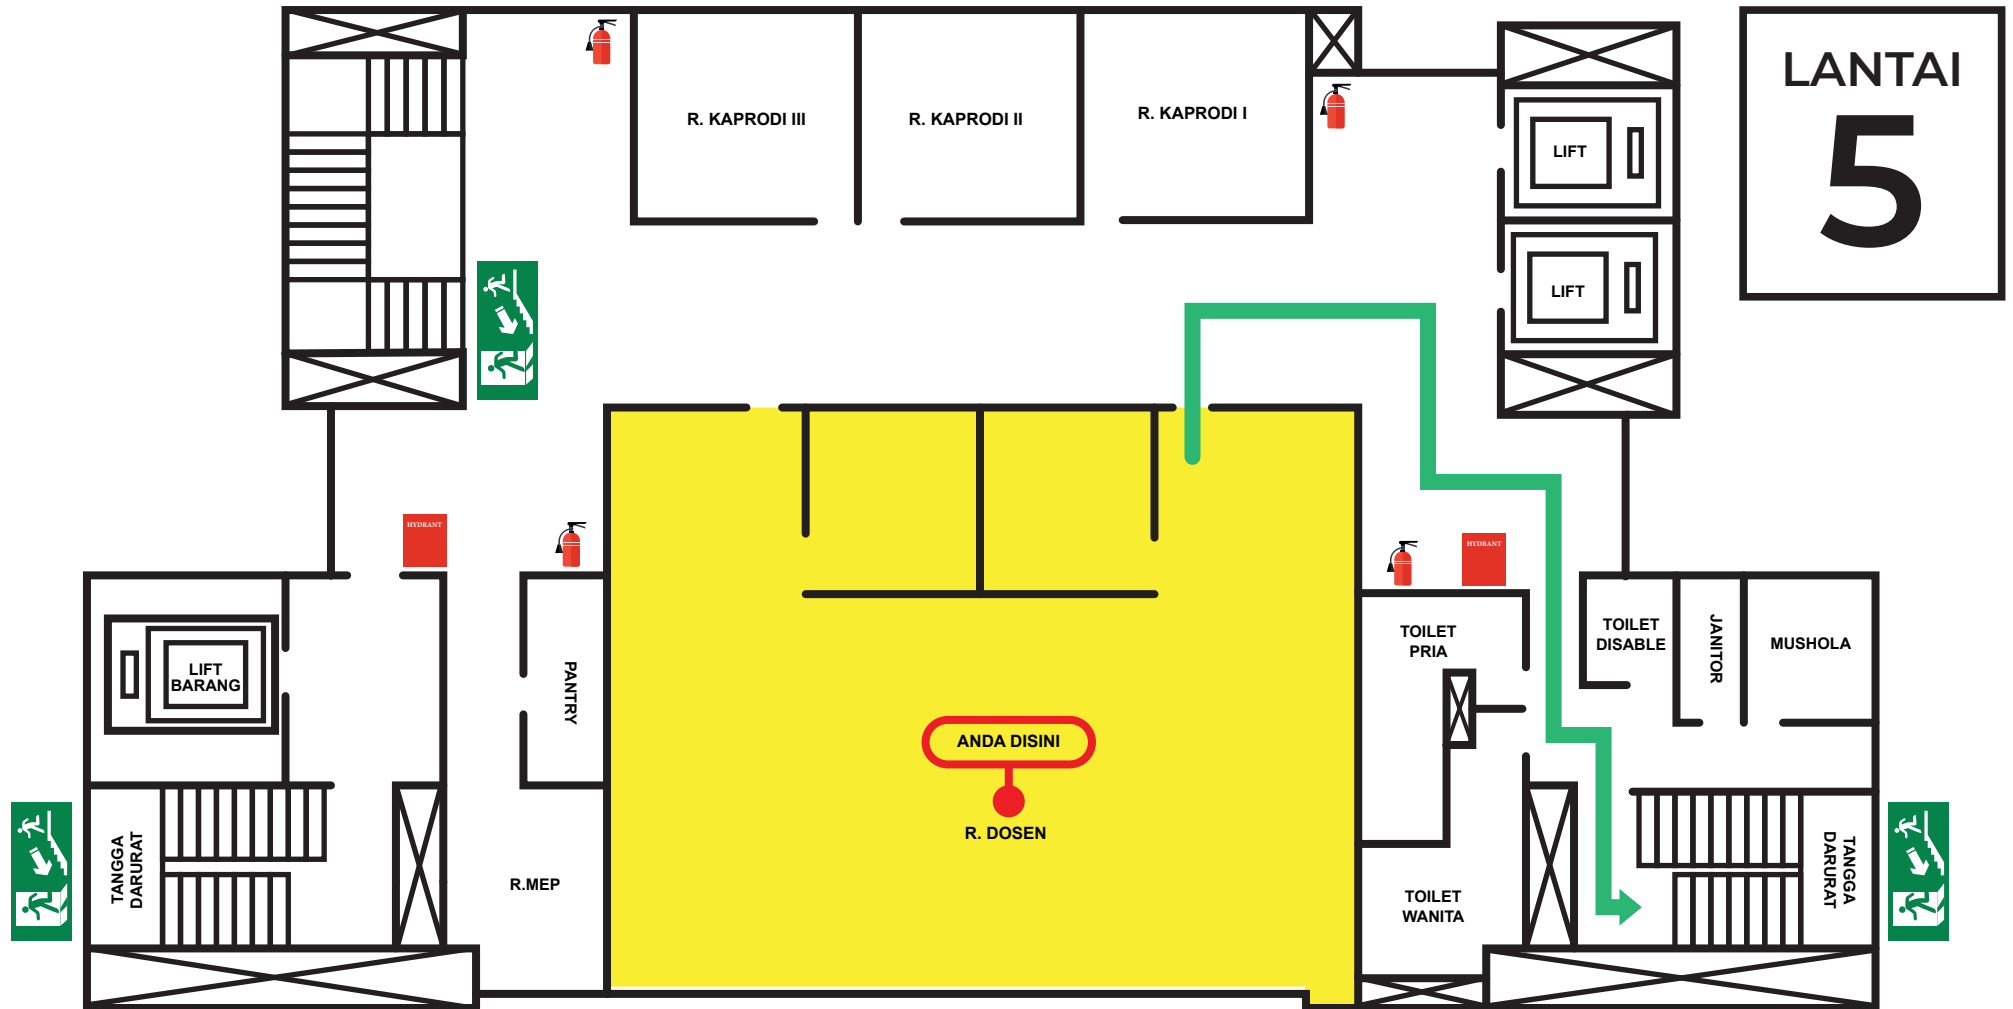 LANTAI
5
R. KAPRODI III
R. KAPRODI II
R. KAPRODI I
LIFT
LIFT
HYDRANT
HYDRANT
TOILET
PRIA
TOILET
DISABLE
JANITOR
MUSHOLA
LIFT
BARANG
PANTRY
ANDA DISINI
R. DOSEN
TANGGA
DARURAT
R.MEP
TOILET
WANITA
TANGGA
DARURAT